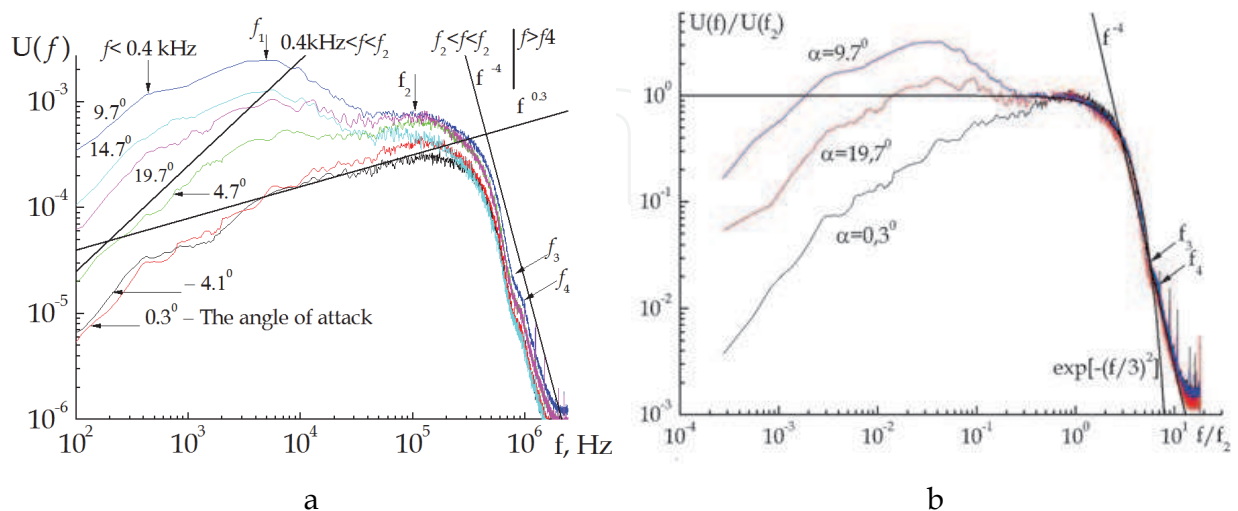 U(f)
f< 0.4 kHz
f₁
0.4kHz<f<f₂
f₂<f<f₂
f>f4
f⁻⁴
f⁰·³
f₂
10⁻³
9.7⁰
14.7⁰
19.7⁰
4.7⁰
10⁻⁴
f₃
f₄
– 4.1⁰
10⁻⁵
0.3⁰ – The angle of attack
10⁻⁶
10² 10³ 10⁴ 10⁵ 10⁶
f, Hz
a
U(f)/U(f₂)
f⁻⁴
α=9.7⁰
10⁰
α=19,7⁰
10⁻¹
α=0,3⁰
f₃
f₄
10⁻²
exp[-(f/3)²]
10⁻³
10⁻⁴ 10⁻³ 10⁻² 10⁻¹ 10⁰ 10¹
f/f₂
b